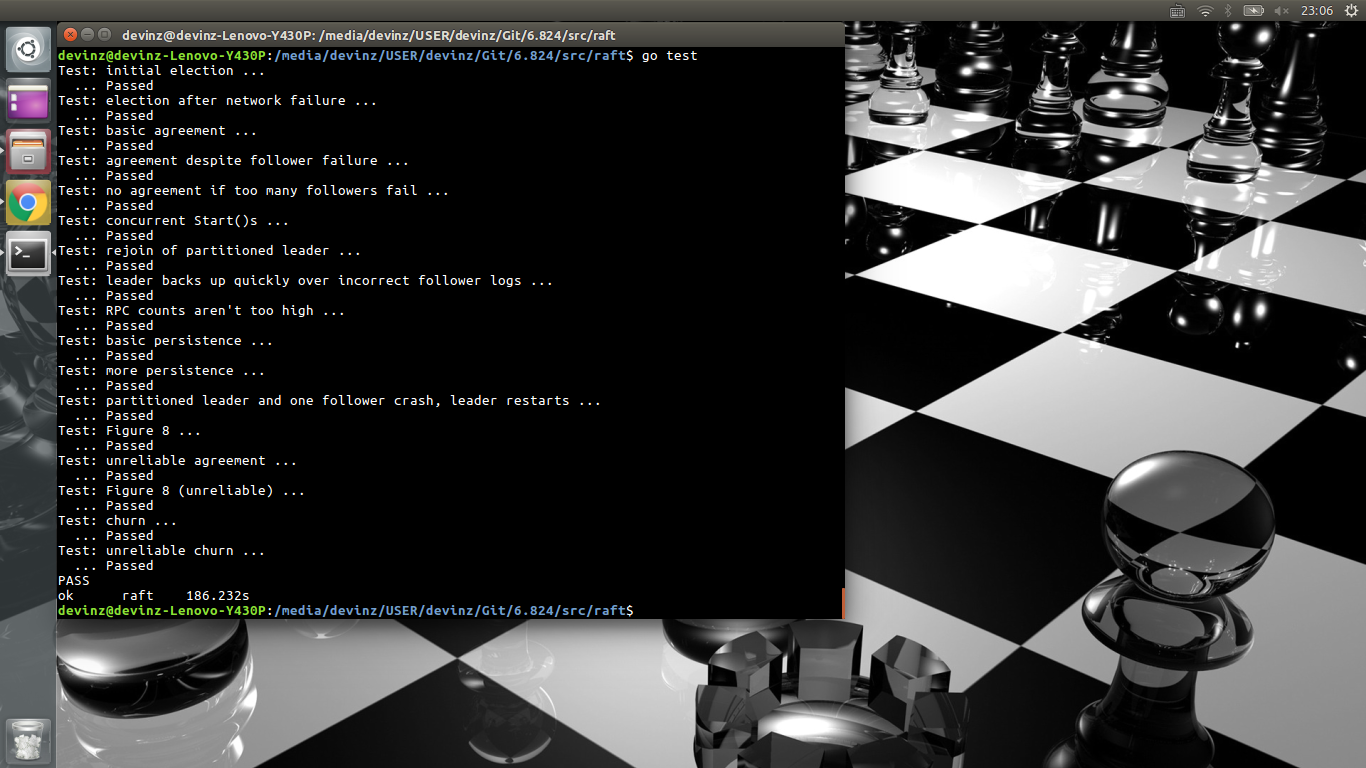 23:06
devinz@devinz-Lenovo-Y430P: /media/devinz/USER/devinz/Git/6.824/src/raft
devinz@devinz-Lenovo-Y430P:/media/devinz/USER/devinz/Git/6.824/src/raft$ go test
Test: initial election ...
  ... Passed
Test: election after network failure ...
  ... Passed
Test: basic agreement ...
  ... Passed
Test: agreement despite follower failure ...
  ... Passed
Test: no agreement if too many followers fail ...
  ... Passed
Test: concurrent Start()s ...
  ... Passed
Test: rejoin of partitioned leader ...
  ... Passed
Test: leader backs up quickly over incorrect follower logs ...
  ... Passed
Test: RPC counts aren't too high ...
  ... Passed
Test: basic persistence ...
  ... Passed
Test: more persistence ...
  ... Passed
Test: partitioned leader and one follower crash, leader restarts ...
  ... Passed
Test: Figure 8 ...
  ... Passed
Test: unreliable agreement ...
  ... Passed
Test: Figure 8 (unreliable) ...
  ... Passed
Test: churn ...
  ... Passed
Test: unreliable churn ...
  ... Passed
PASS
ok      raft    186.232s
devinz@devinz-Lenovo-Y430P:/media/devinz/USER/devinz/Git/6.824/src/raft$